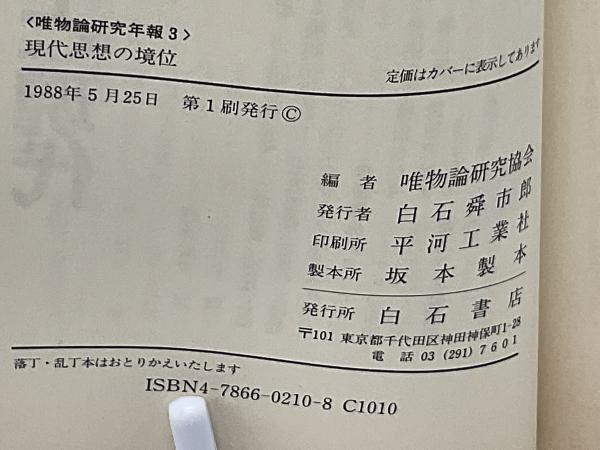 〈唯物論研究年報3〉
現代思想の境位
定価はカバーに表示してあります
1988年5月25日 第1刷発行©
編者 唯物論研究協会
発行者 白石舜市郎
印刷所 平河工業社
製本所 坂本製本
発行所 白石書店
〒101 東京都千代田区神田神保町1-28
電話 03 (291) 7601
落丁・乱丁本はおとりかえいたします
ISBN4-7866-0210-8 C1010